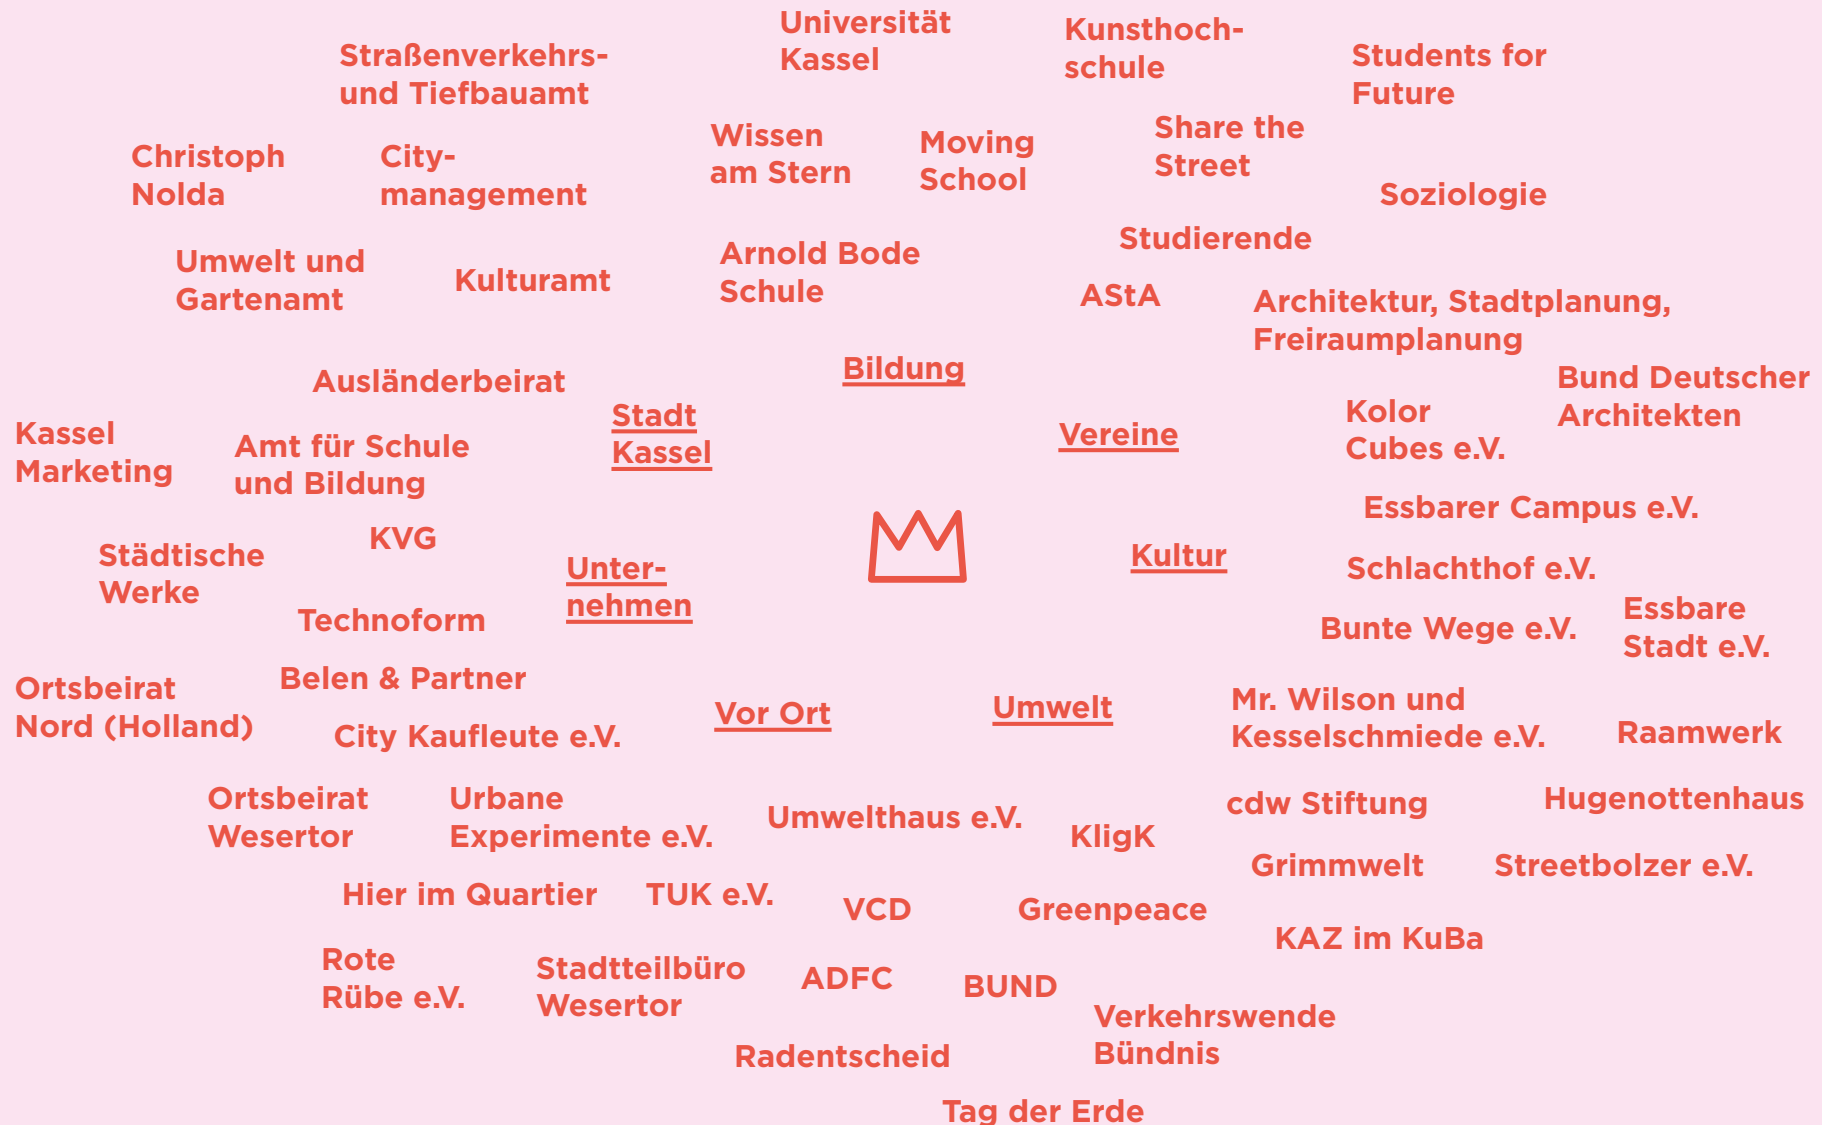 Universität
Kassel
Kunsthoch-
schule
Straßenverkehrs-
und Tiefbauamt
Students for
Future
Wissen
am Stern
Moving
School
Share the
Street
Christoph
Nolda
City-
management
Soziologie
Studierende
Umwelt und
Gartenamt
Kulturamt
Arnold Bode
Schule
AStA
Architektur, Stadtplanung,
Freiraumplanung
Bildung
Ausländerbeirat
Bund Deutscher
Architekten
Stadt
Kassel
Kolor
Cubes e.V.
Kassel
Marketing
Amt für Schule
und Bildung
Vereine
Essbarer Campus e.V.
KVG
Städtische
Werke
Unter-
nehmen
Kultur
Schlachthof e.V.
Technoform
Bunte Wege e.V.
Essbare
Stadt e.V.
Belen & Partner
Ortsbeirat
Nord (Holland)
Vor Ort
Umwelt
Mr. Wilson und
Kesselschmiede e.V.
City Kaufleute e.V.
Raamwerk
Ortsbeirat
Wesertor
Urbane
Experimente e.V.
Umwelthaus e.V.
KligK
cdw Stiftung
Hugenottenhaus
Grimmwelt
Streetbolzer e.V.
Hier im Quartier
TUK e.V.
VCD
Greenpeace
KAZ im KuBa
Rote
Rübe e.V.
Stadtteilbüro
Wesertor
ADFC
BUND
Verkehrswende
Bündnis
Radentscheid
Tag der Erde